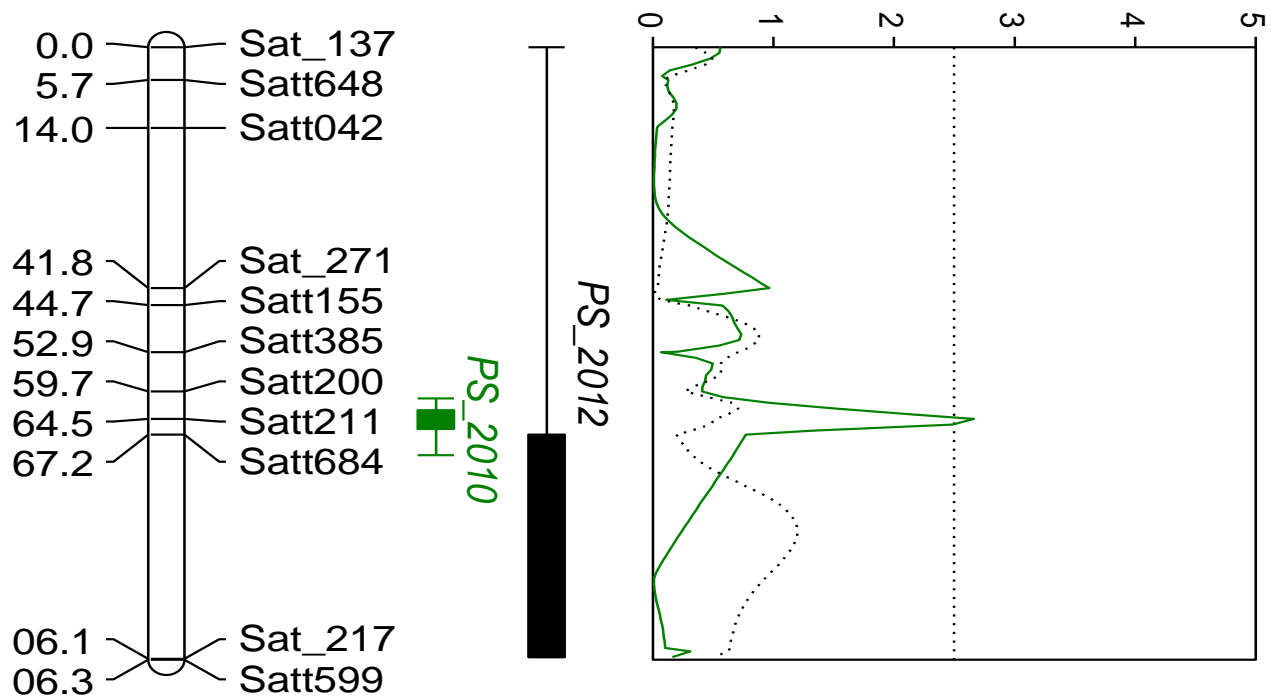 0 1 2 3 4 5
0.0 Sat_137
5.7 Satt648
14.0 Satt042
41.8 Sat_271
44.7 Satt155
52.9 Satt385
59.7 Satt200
64.5 Satt211
67.2 Satt684
06.1 Sat_217
06.3 Satt599
PS_2010
PS_2012